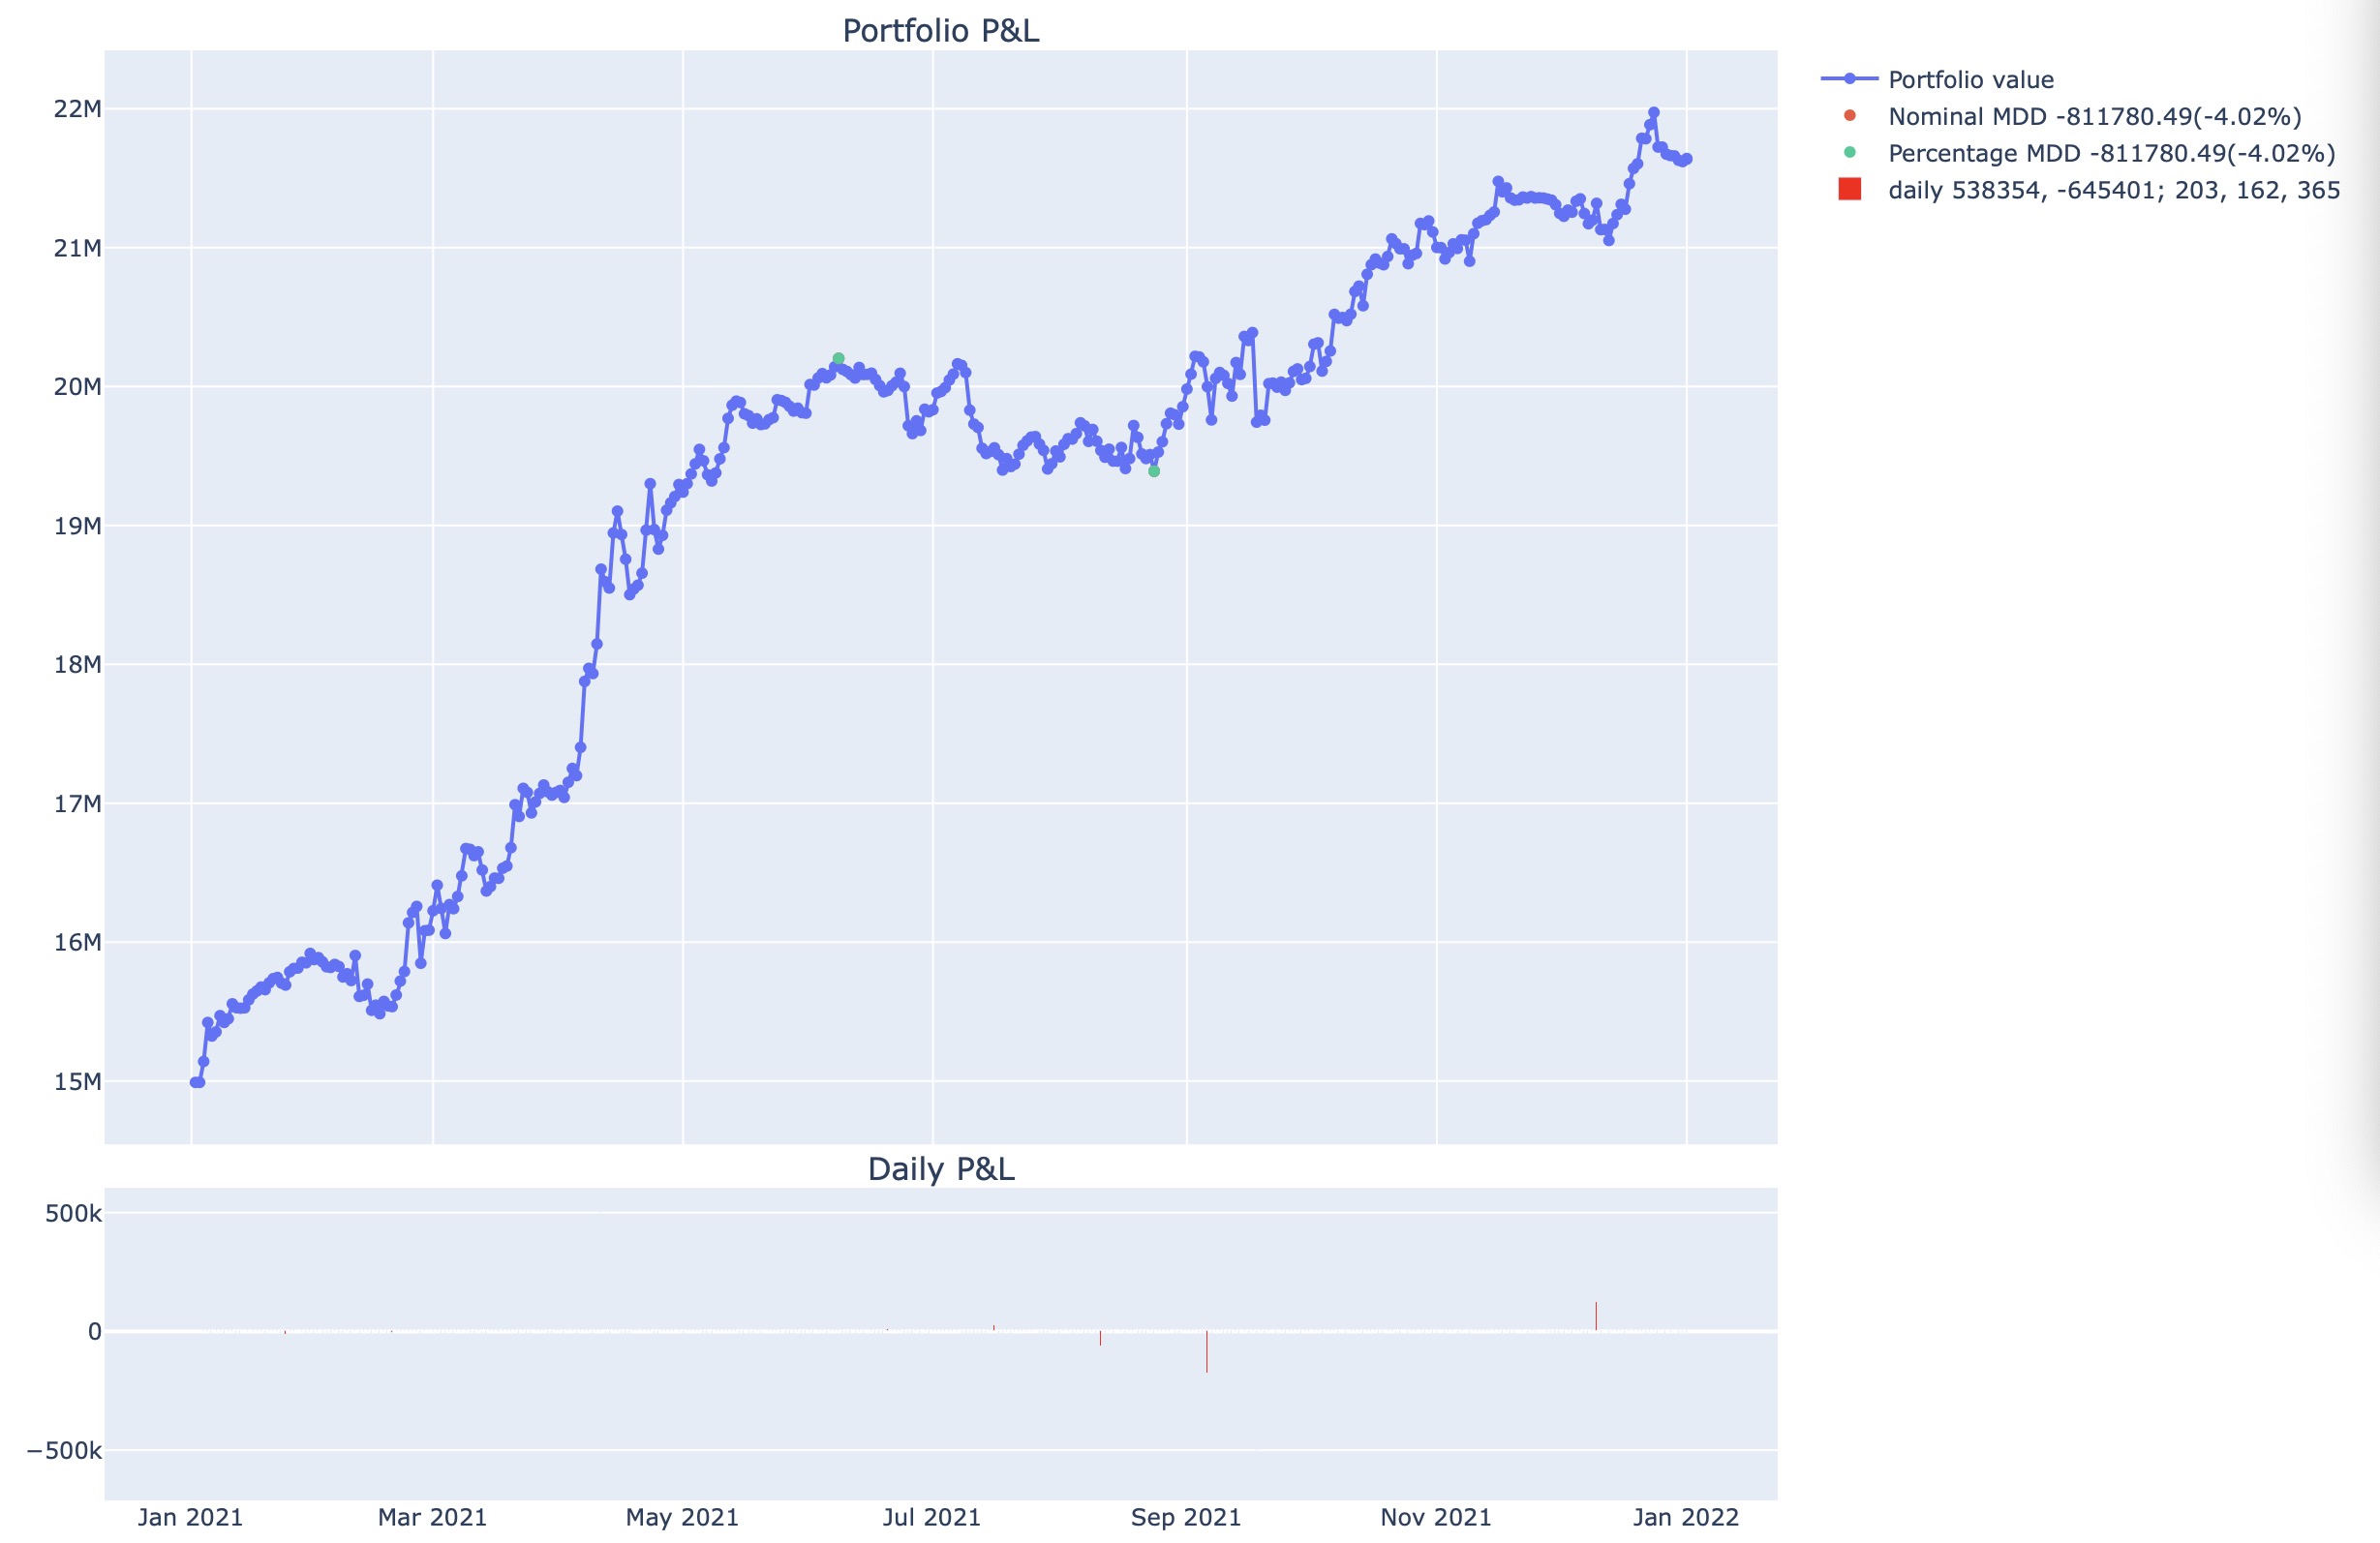 Portfolio P&L
Portfolio value
Nominal MDD -811780.49(-4.02%)
Percentage MDD -811780.49(-4.02%)
daily 538354, -645401; 203, 162, 365
22M
21M
20M
19M
18M
17M
16M
15M
Daily P&L
500k
0
−500k
Jan 2021
Mar 2021
May 2021
Jul 2021
Sep 2021
Nov 2021
Jan 2022